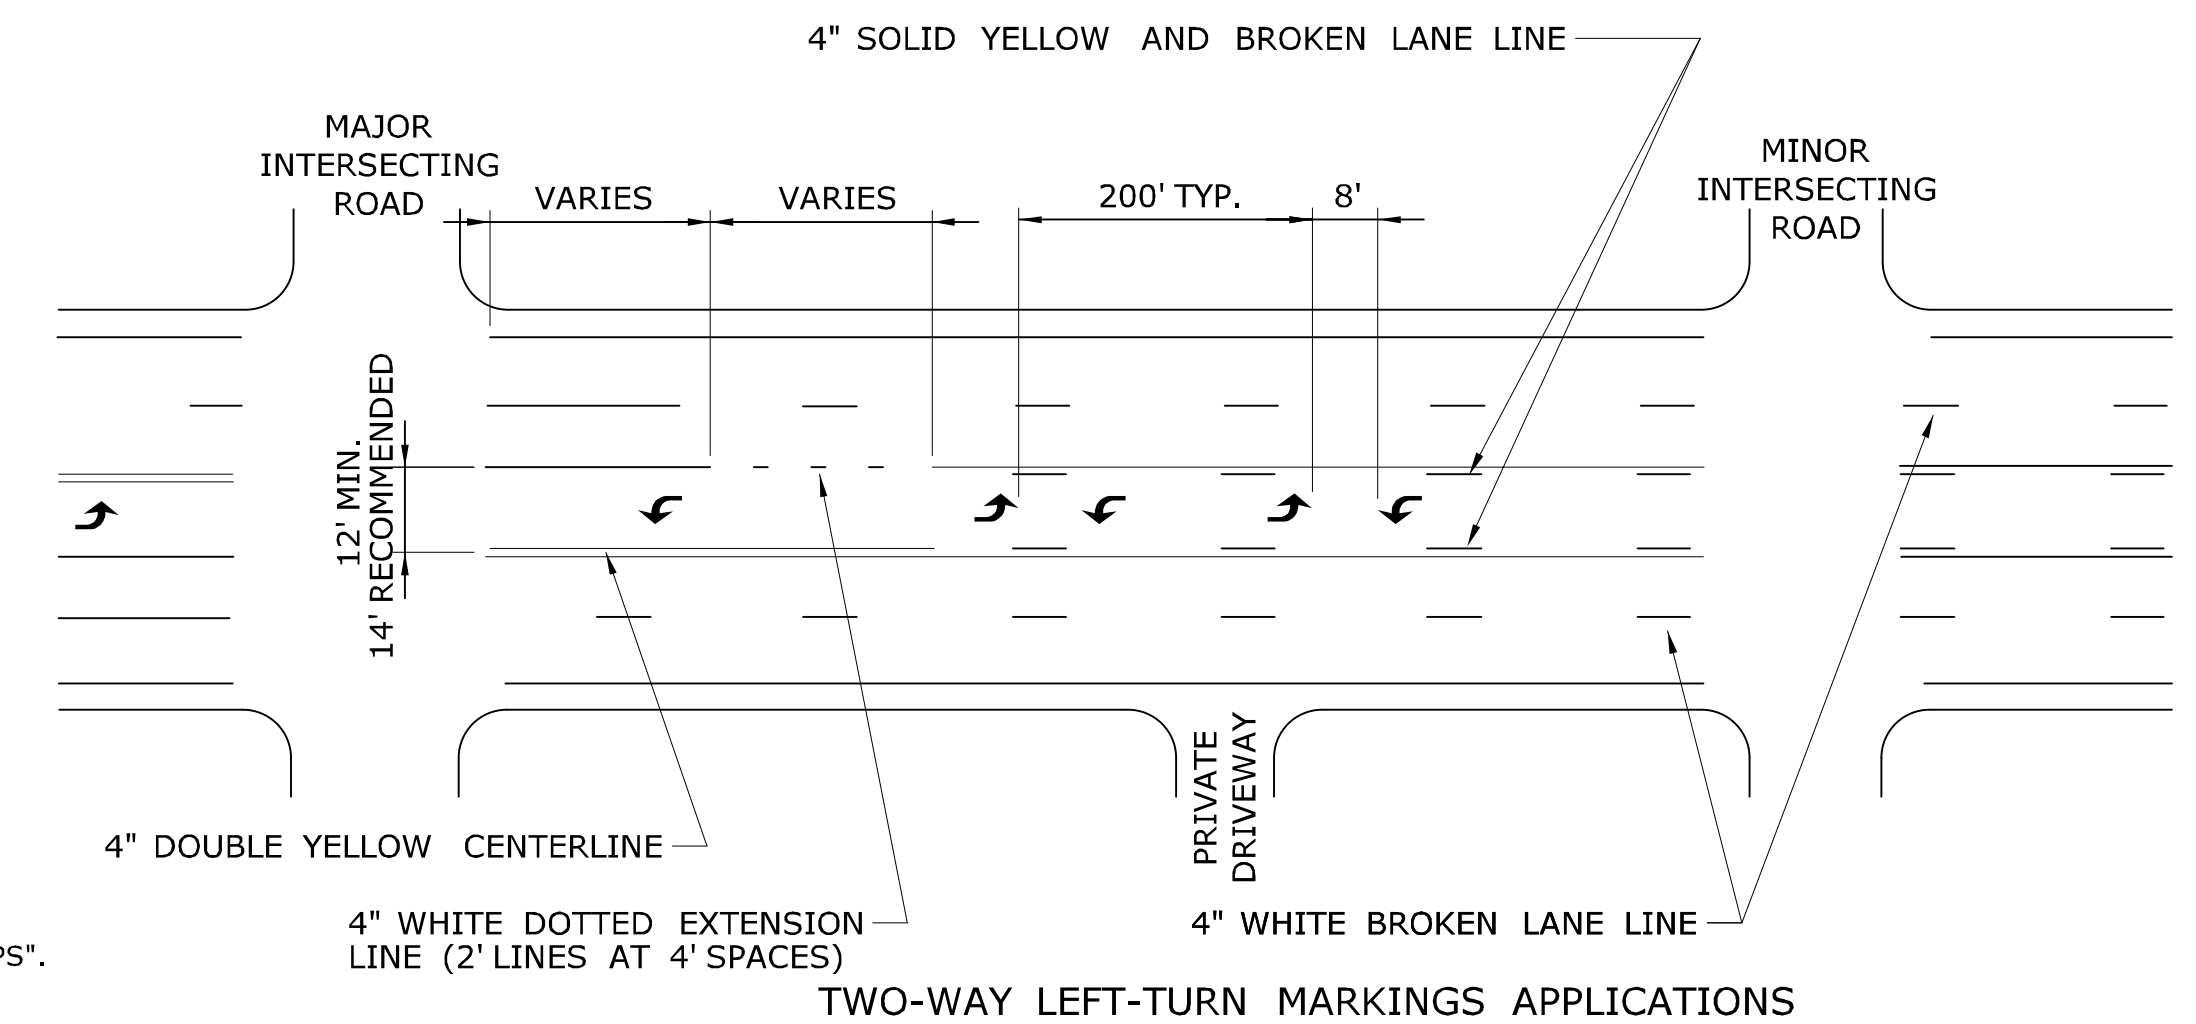 4" SOLID YELLOW AND BROKEN LANE LINE
MAJOR
INTERSECTING
ROAD
VARIES
VARIES
200' TYP.
8'
MINOR
INTERSECTING
ROAD
12' MIN.
14' RECOMMENDED
PRIVATE
DRIVEWAY
4" DOUBLE YELLOW CENTERLINE
4" WHITE DOTTED EXTENSION
LINE (2' LINES AT 4' SPACES)
4" WHITE BROKEN LANE LINE
PS".
TWO-WAY LEFT-TURN MARKINGS APPLICATIONS